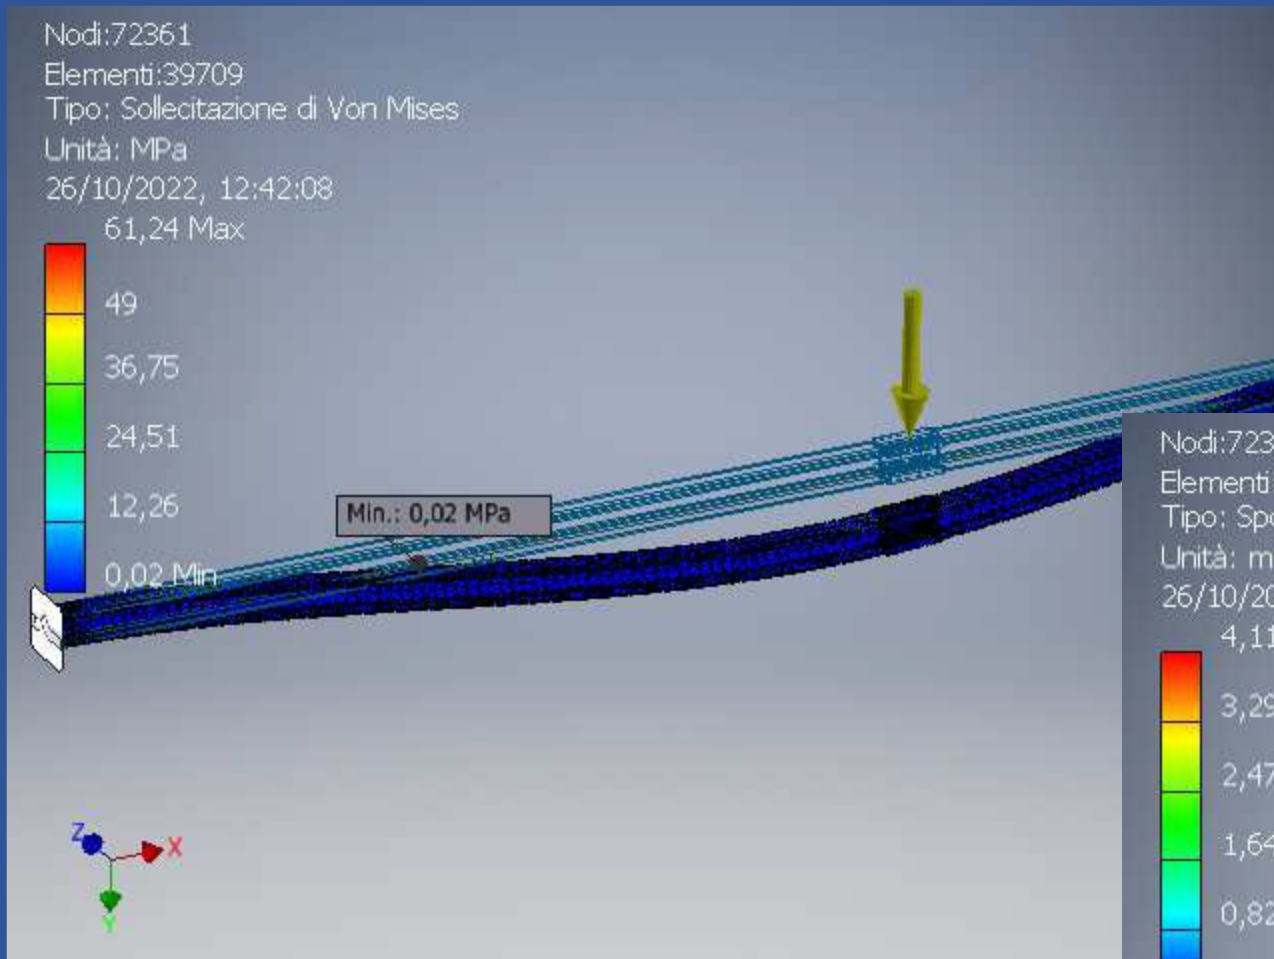 Nodi:72361
Elementi:39709
Tipo: Sollecitazione di Von Mises
Unità: MPa
26/10/2022, 12:42:08
61,24 Max
49
36,75
24,51
12,26
0,02 Min
Min.: 0,02 MPa
Z
X
Y
Nodi:723
Elementi
Tipo: Spo
Unità: m
26/10/20
4,11
3,29
2,47
1,64
0,82